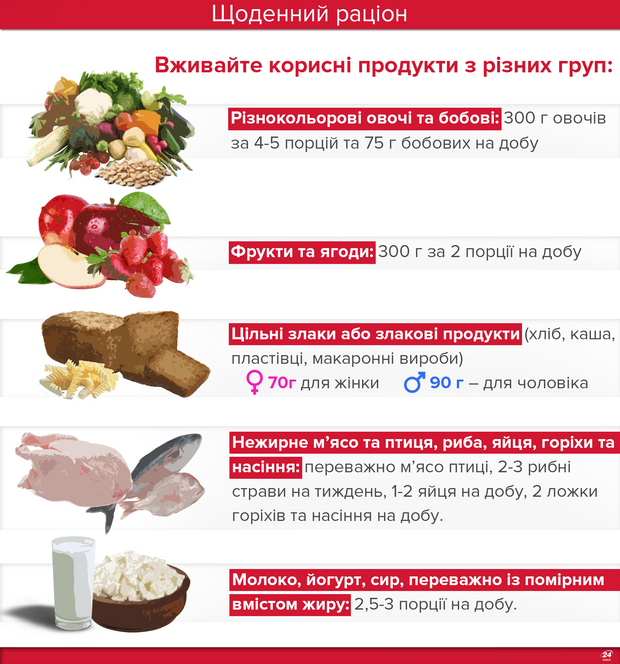 Щоденний раціон
Вживайте корисні продукти з різних груп:
Різнокольорові овочі та бобові: 300 г овочів
за 4-5 порцій та 75 г бобових на добу
Фрукти та ягоди: 300 г за 2 порції на добу
Цільні злаки або злакові продукти (хліб, каша,
пластівці, макаронні вироби)
70г для жінки 90 г – для чоловіка
Нежирне м’ясо та птиця, риба, яйця, горіхи та
насіння: переважно м’ясо птиці, 2-3 рибні
страви на тиждень, 1-2 яйця на добу, 2 ложки
горіхів та насіння на добу.
Молоко, йогурт, сир, переважно із помірним
вмістом жиру: 2,5-3 порції на добу.
24